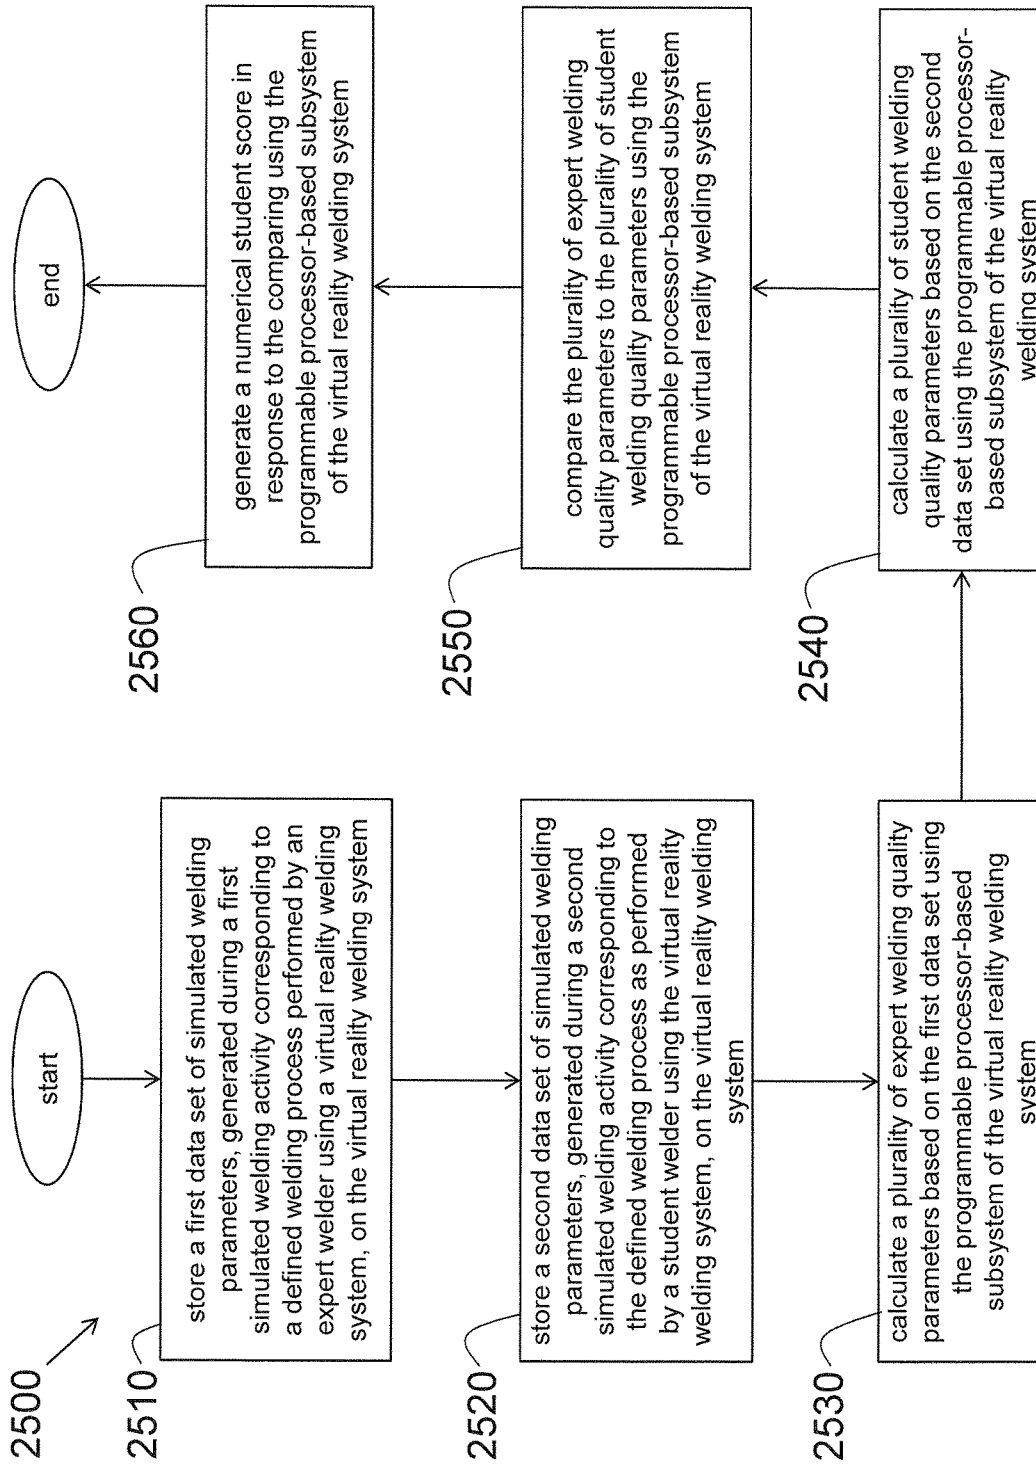 2500
start
2510
store a first data set of simulated welding
parameters, generated during a first
simulated welding activity corresponding to
a defined welding process performed by an
expert welder using a virtual reality welding
system, on the virtual reality welding system
2520
store a second data set of simulated welding
parameters, generated during a second
simulated welding activity corresponding to
the defined welding process as performed
by a student welder using the virtual reality
welding system, on the virtual reality welding
system
2530
calculate a plurality of expert welding quality
parameters based on the first data set using
the programmable processor-based
subsystem of the virtual reality welding
system
2540
calculate a plurality of student welding
quality parameters based on the second
data set using the programmable processor-
based subsystem of the virtual reality
welding system
2550
compare the plurality of expert welding
quality parameters to the plurality of student
welding quality parameters using the
programmable processor-based subsystem
of the virtual reality welding system
2560
generate a numerical student score in
response to the comparing using the
programmable processor-based subsystem
of the virtual reality welding system
end